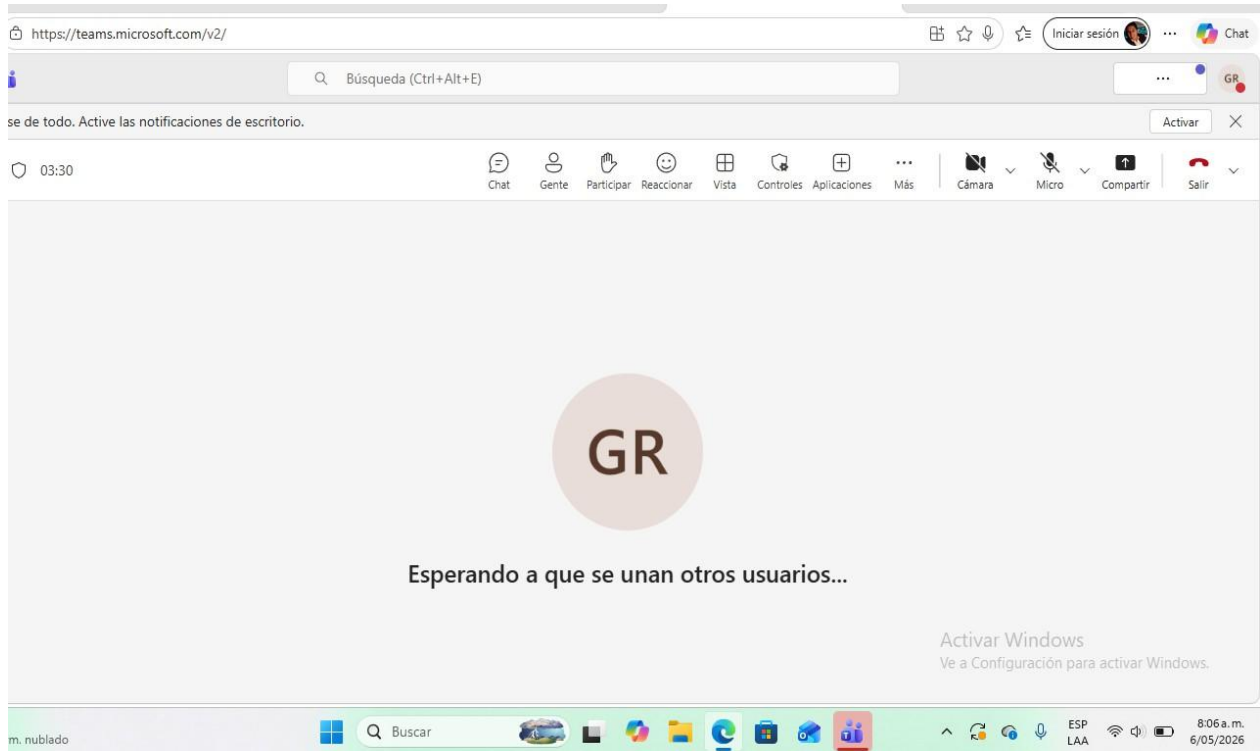 https://teams.microsoft.com/v2/
Iniciar sesión
Chat
Búsqueda (Ctrl+Alt+E)
GR
se de todo. Active las notificaciones de escritorio.
Activar
03:30
Chat Gente Participar Reaccionar Vista Controles Aplicaciones Más Cámara Micro Compartir Salir
GR
Esperando a que se unan otros usuarios...
Activar Windows
Ve a Configuración para activar Windows.
m. nublado
Buscar
ESP
LAA
8:06 a. m.
6/05/2026